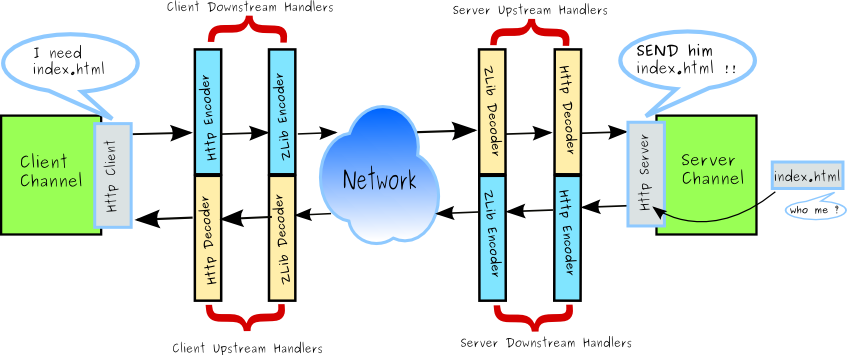 Client Downstream Handlers
Server Upstream Handlers
I need
index.html
SEND him
index.html !!
Http Encoder
ZLib Encoder
ZLib Decoder
Http Decoder
Client
Channel
Http Client
Network
Http Server
Server
Channel
index.html
who me ?
Http Decoder
ZLib Decoder
ZLib Encoder
Http Encoder
Client Upstream Handlers
Server Downstream Handlers